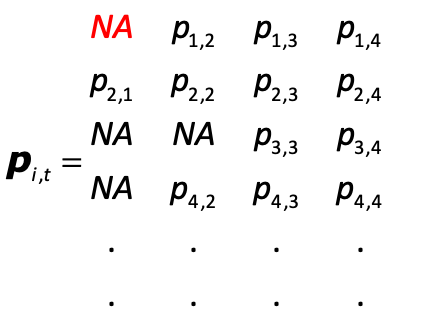 NA p1,2 p1,3 p1,4
p2,1 p2,2 p2,3 p2,4
NA NA p3,3 p3,4
pi,t =
NA p4,2 p4,3 p4,4
. . . .
. . . .